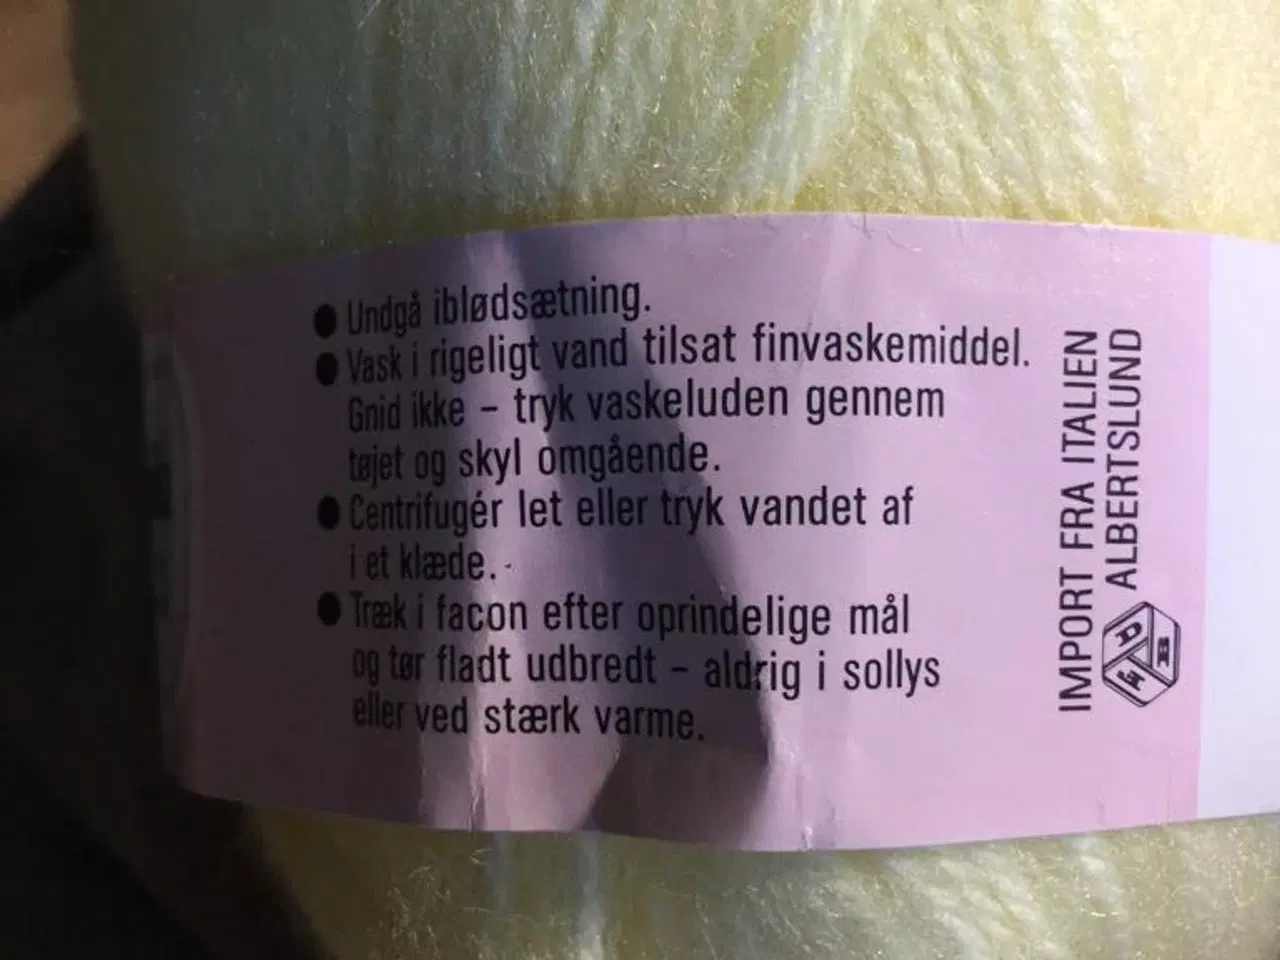 ● Undgå iblødsætning.
● Vask i rigeligt vand tilsat finvaskemiddel.
Gnid ikke – tryk vaskeluden gennem
tøjet og skyl omgående.
● Centrifugér let eller tryk vandet af
i et klæde.
● Træk i facon efter oprindelige mål
og tør fladt udbredt – aldrig i sollys
eller ved stærk varme.
IMPORT FRA ITALIEN
ALBERTSLUND